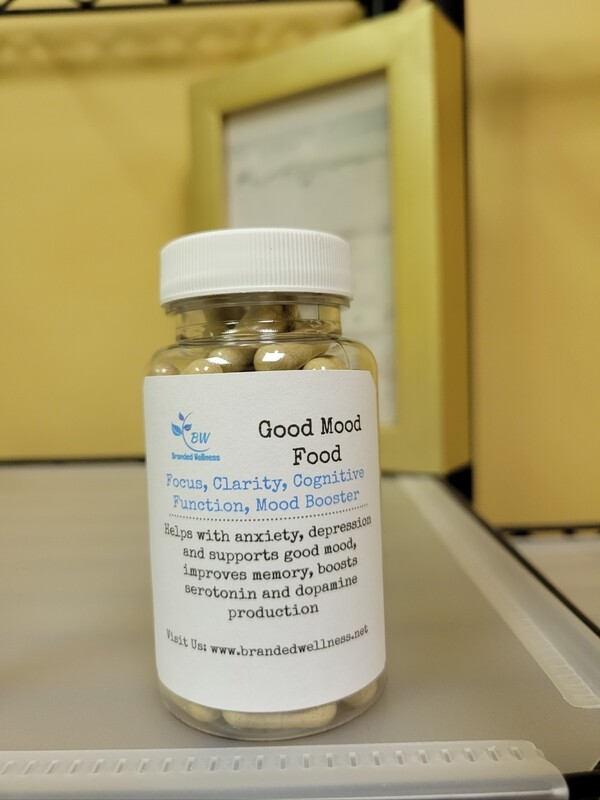 BW
Branded Wellness
Good Mood
Food
Focus, Clarity, Cognitive
Function, Mood Booster
Helps with anxiety, depression
and supports good mood,
improves memory, boosts
serotonin and dopamine
production
Visit Us: www.brandedwellness.net